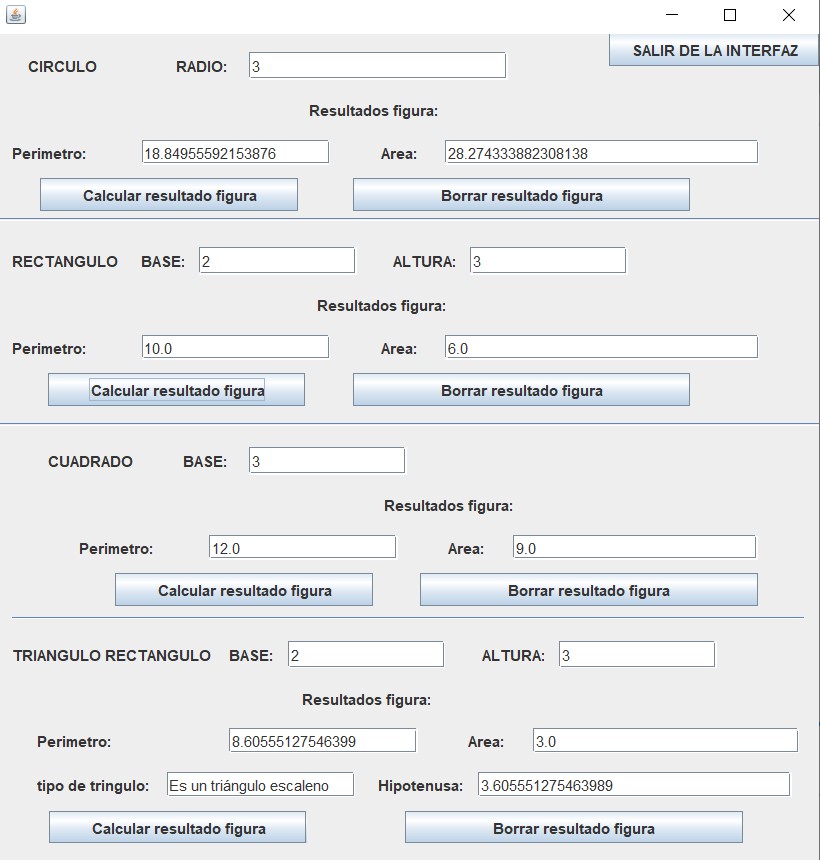 SALIR DE LA INTERFAZ
CIRCULO RADIO: 3
Resultados figura:
Perimetro: 18.84955592153876 Area: 28.274333882308138
Calcular resultado figura Borrar resultado figura
RECTANGULO BASE: 2 ALTURA: 3
Resultados figura:
Perimetro: 10.0 Area: 6.0
Calcular resultado figura Borrar resultado figura
CUADRADO BASE: 3
Resultados figura:
Perimetro: 12.0 Area: 9.0
Calcular resultado figura Borrar resultado figura
TRIANGULO RECTANGULO BASE: 2 ALTURA: 3
Resultados figura:
Perimetro: 8.60555127546399 Area: 3.0
tipo de tringulo: Es un triángulo escaleno Hipotenusa: 3.605551275463989
Calcular resultado figura Borrar resultado figura